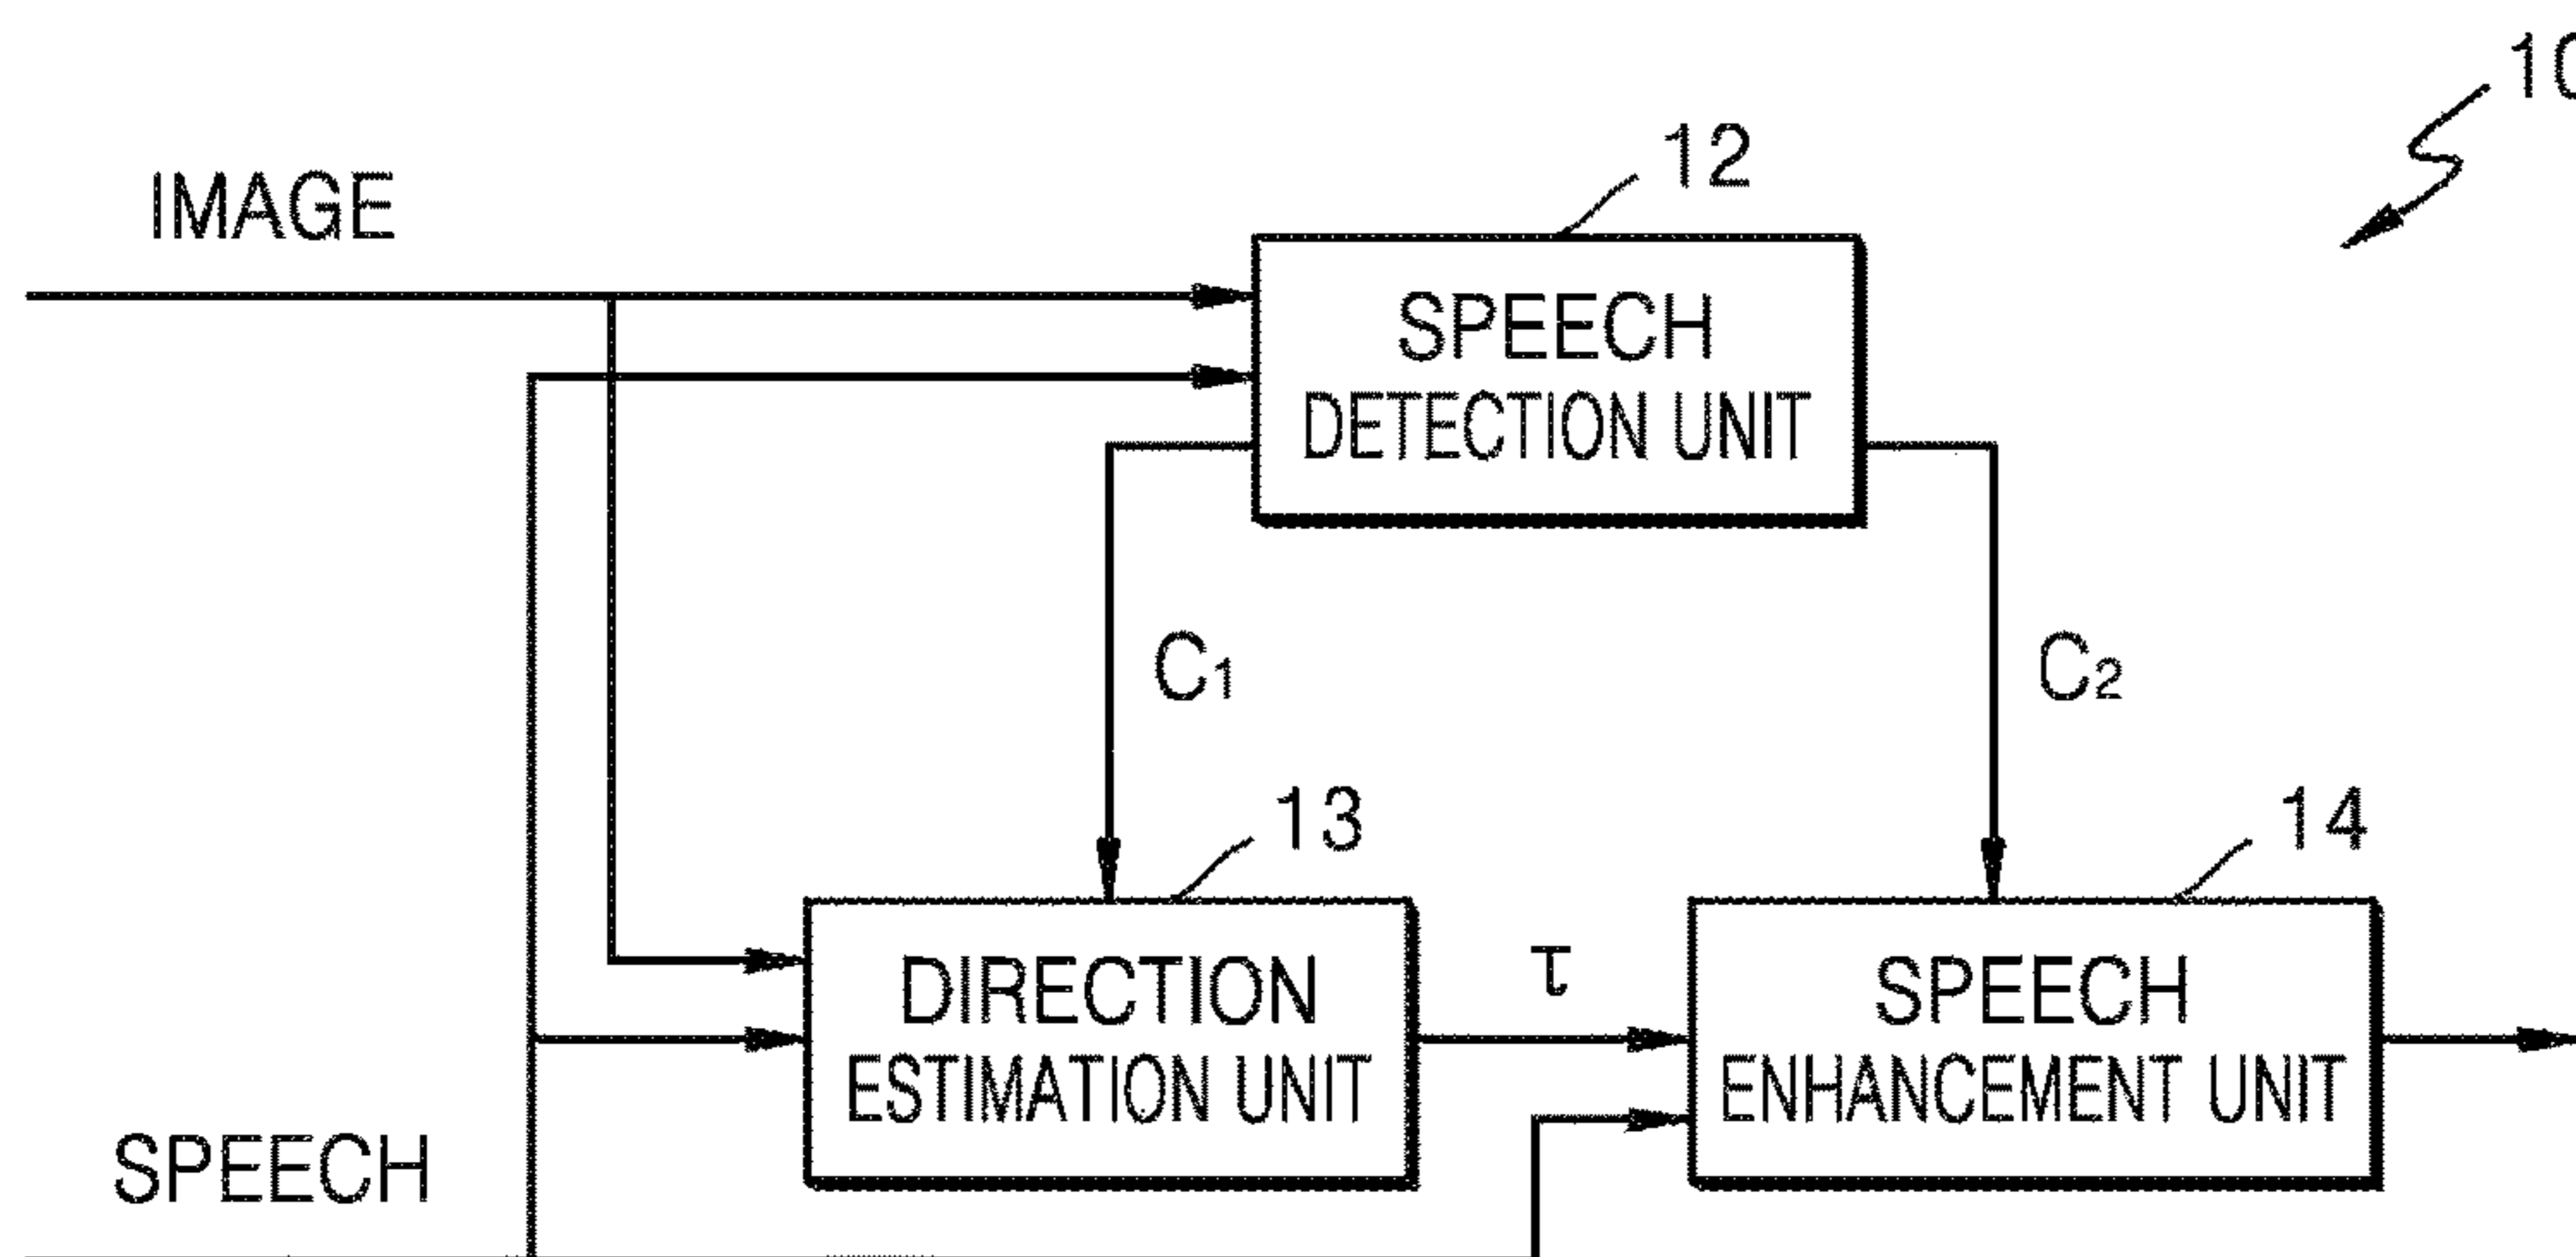 10
12
IMAGE
SPEECH
DETECTION UNIT
C1
C2
13
14
DIRECTION
ESTIMATION UNIT
τ
SPEECH
ENHANCEMENT UNIT
SPEECH